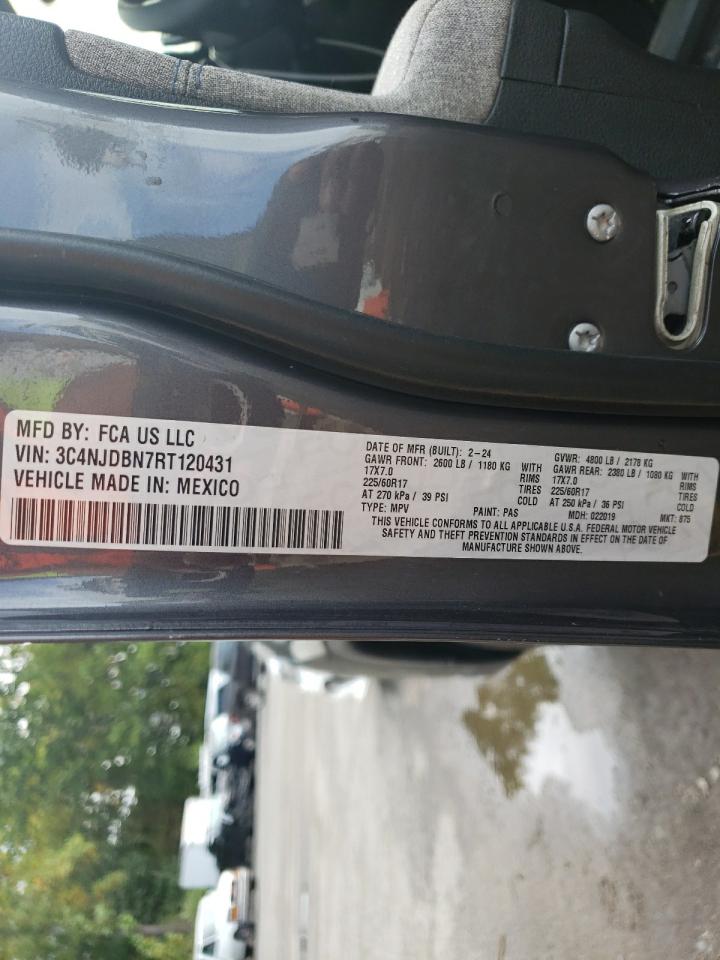 MFD BY: FCA US LLC
VIN: 3C4NJDBN7RT120431
VEHICLE MADE IN: MEXICO
DATE OF MFR (BUILT): 2-24 GVWR: 4800 LB / 2178 KG
GAWR FRONT: 2600 LB / 1180 KG WITH GAWR REAR: 2380 LB / 1080 KG WITH
17X7.0 RIMS 17X7.0 RIMS
225/60R17 TIRES 225/60R17 TIRES
AT 270 kPa / 39 PSI COLD AT 250 kPa / 36 PSI COLD
TYPE: MPV PAINT: PAS MDH: 022019 MKT: 875
THIS VEHICLE CONFORMS TO ALL APPLICABLE U.S.A. FEDERAL MOTOR VEHICLE
SAFETY AND THEFT PREVENTION STANDARDS IN EFFECT ON THE DATE OF
MANUFACTURE SHOWN ABOVE.